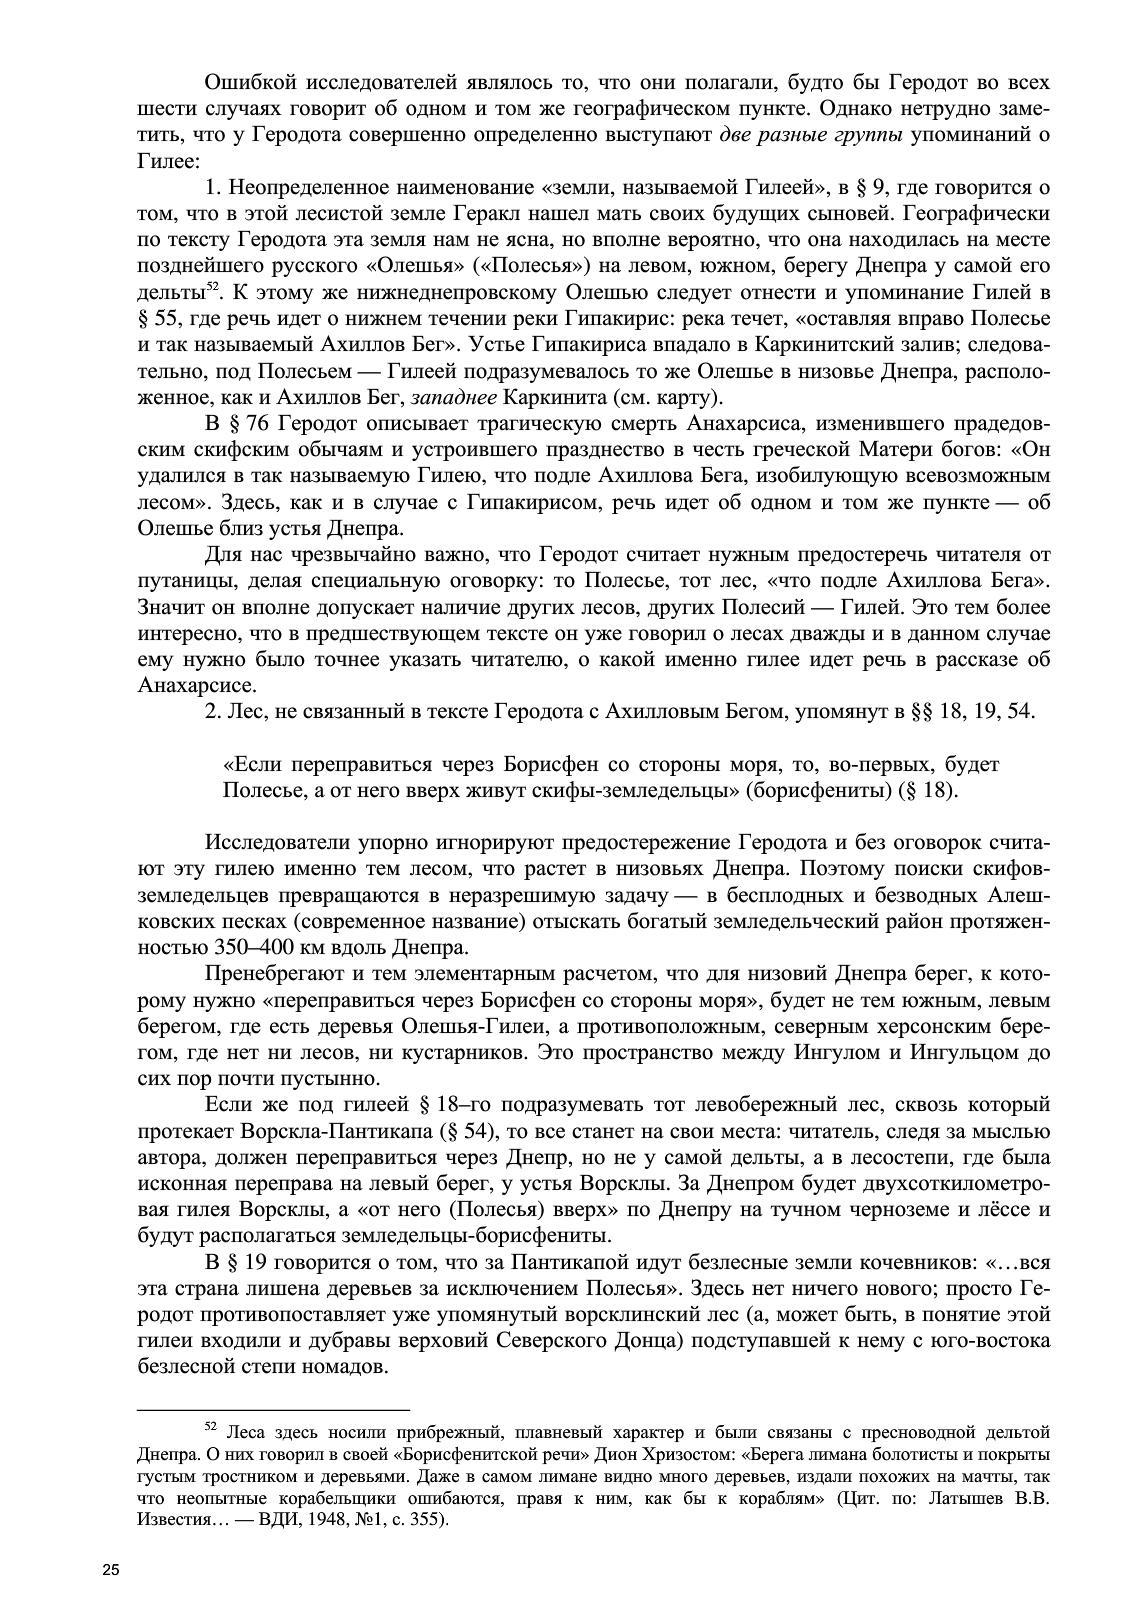 Ошибкой исследователей являлось то, что они полагали, будто бы Геродот во всех
шести случаях говорит об одном и том же географическом пункте. Однако нетрудно заме-
тить, что у Геродота совершенно определенно выступают две разные группы упоминаний о
Гилее:
1. Неопределенное наименование «земли, называемой Гилеей», в § 9, где говорится о
том, что в этой лесистой земле Геракл нашел мать своих будущих сыновей. Географически
по тексту Геродота эта земля нам не ясна, но вполне вероятно, что она находилась на месте
позднейшего русского «Олешья» («Полесья») на левом, южном, берегу Днепра у самой его
дельты52. К этому же нижнеднепровскому Олешью следует отнести и упоминание Гилей в
§ 55, где речь идет о нижнем течении реки Гипакирис: река течет, «оставляя вправо Полесье
и так называемый Ахиллов Бег». Устье Гипакириса впадало в Каркинитский залив; следова-
тельно, под Полесьем — Гилеей подразумевалось то же Олешье в низовье Днепра, располо-
женное, как и Ахиллов Бег, западнее Каркинита (см. карту).
В § 76 Геродот описывает трагическую смерть Анахарсиса, изменившего прадедов-
ским скифским обычаям и устроившего празднество в честь греческой Матери богов: «Он
удалился в так называемую Гилею, что подле Ахиллова Бега, изобилующую всевозможным
лесом». Здесь, как и в случае с Гипакирисом, речь идет об одном и том же пункте — об
Олешье близ устья Днепра.
Для нас чрезвычайно важно, что Геродот считает нужным предостеречь читателя от
путаницы, делая специальную оговорку: то Полесье, тот лес, «что подле Ахиллова Бега».
Значит он вполне допускает наличие других лесов, других Полесий — Гилей. Это тем более
интересно, что в предшествующем тексте он уже говорил о лесах дважды и в данном случае
ему нужно было точнее указать читателю, о какой именно гилее идет речь в рассказе об
Анахарсисе.
2. Лес, не связанный в тексте Геродота с Ахилловым Бегом, упомянут в §§ 18, 19, 54.
«Если переправиться через Борисфен со стороны моря, то, во-первых, будет
Полесье, а от него вверх живут скифы-земледельцы» (борисфениты) (§ 18).
Исследователи упорно игнорируют предостережение Геродота и без оговорок счита-
ют эту гилею именно тем лесом, что растет в низовьях Днепра. Поэтому поиски скифов-
земледельцев превращаются в неразрешимую задачу — в бесплодных и безводных Алеш-
ковских песках (современное название) отыскать богатый земледельческий район протяжен-
ностью 350–400 км вдоль Днепра.
Пренебрегают и тем элементарным расчетом, что для низовий Днепра берег, к кото-
рому нужно «переправиться через Борисфен со стороны моря», будет не тем южным, левым
берегом, где есть деревья Олешья-Гилеи, а противоположным, северным херсонским бере-
гом, где нет ни лесов, ни кустарников. Это пространство между Ингулом и Ингульцом до
сих пор почти пустынно.
Если же под гилеей § 18–го подразумевать тот левобережный лес, сквозь который
протекает Ворскла-Пантикапа (§ 54), то все станет на свои места: читатель, следя за мыслью
автора, должен переправиться через Днепр, но не у самой дельты, а в лесостепи, где была
исконная переправа на левый берег, у устья Ворсклы. За Днепром будет двухсоткилометро-
вая гилея Ворсклы, а «от него (Полесья) вверх» по Днепру на тучном черноземе и лёссе и
будут располагаться земледельцы-борисфениты.
В § 19 говорится о том, что за Пантикапой идут безлесные земли кочевников: «…вся
эта страна лишена деревьев за исключением Полесья». Здесь нет ничего нового; просто Ге-
родот противопоставляет уже упомянутый ворсклинский лес (а, может быть, в понятие этой
гилеи входили и дубравы верховий Северского Донца) подступавшей к нему с юго-востока
безлесной степи номадов.
52 Леса здесь носили прибрежный, плавневый характер и были связаны с пресноводной дельтой
Днепра. О них говорил в своей «Борисфенитской речи» Дион Хризостом: «Берега лимана болотисты и покрыты
густым тростником и деревьями. Даже в самом лимане видно много деревьев, издали похожих на мачты, так
что неопытные корабельщики ошибаются, правя к ним, как бы к кораблям» (Цит. по: Латышев В.В.
Известия… — ВДИ, 1948, №1, с. 355).
25